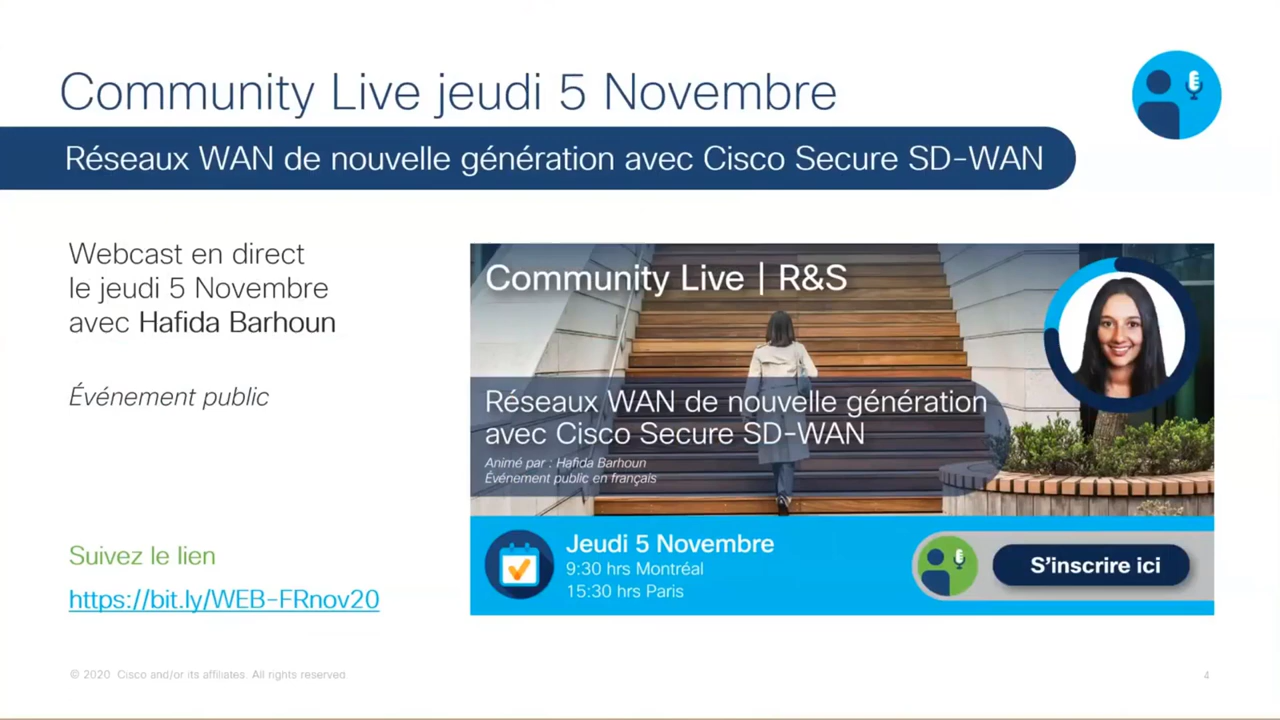 Community Live jeudi 5 Novembre
Réseaux WAN de nouvelle génération avec Cisco Secure SD-WAN
Webcast en direct
le jeudi 5 Novembre
avec Hafida Barhoun
Événement public
Suivez le lien
https://bit.ly/WEB-FRnov20
Community Live | R&S
Réseaux WAN de nouvelle génération
avec Cisco Secure SD-WAN
Animé par : Hafida Barhoun
Événement public en français
Jeudi 5 Novembre
9:30 hrs Montréal
15:30 hrs Paris
S'inscrire ici
© 2020 Cisco and/or its affiliates. All rights reserved.
4